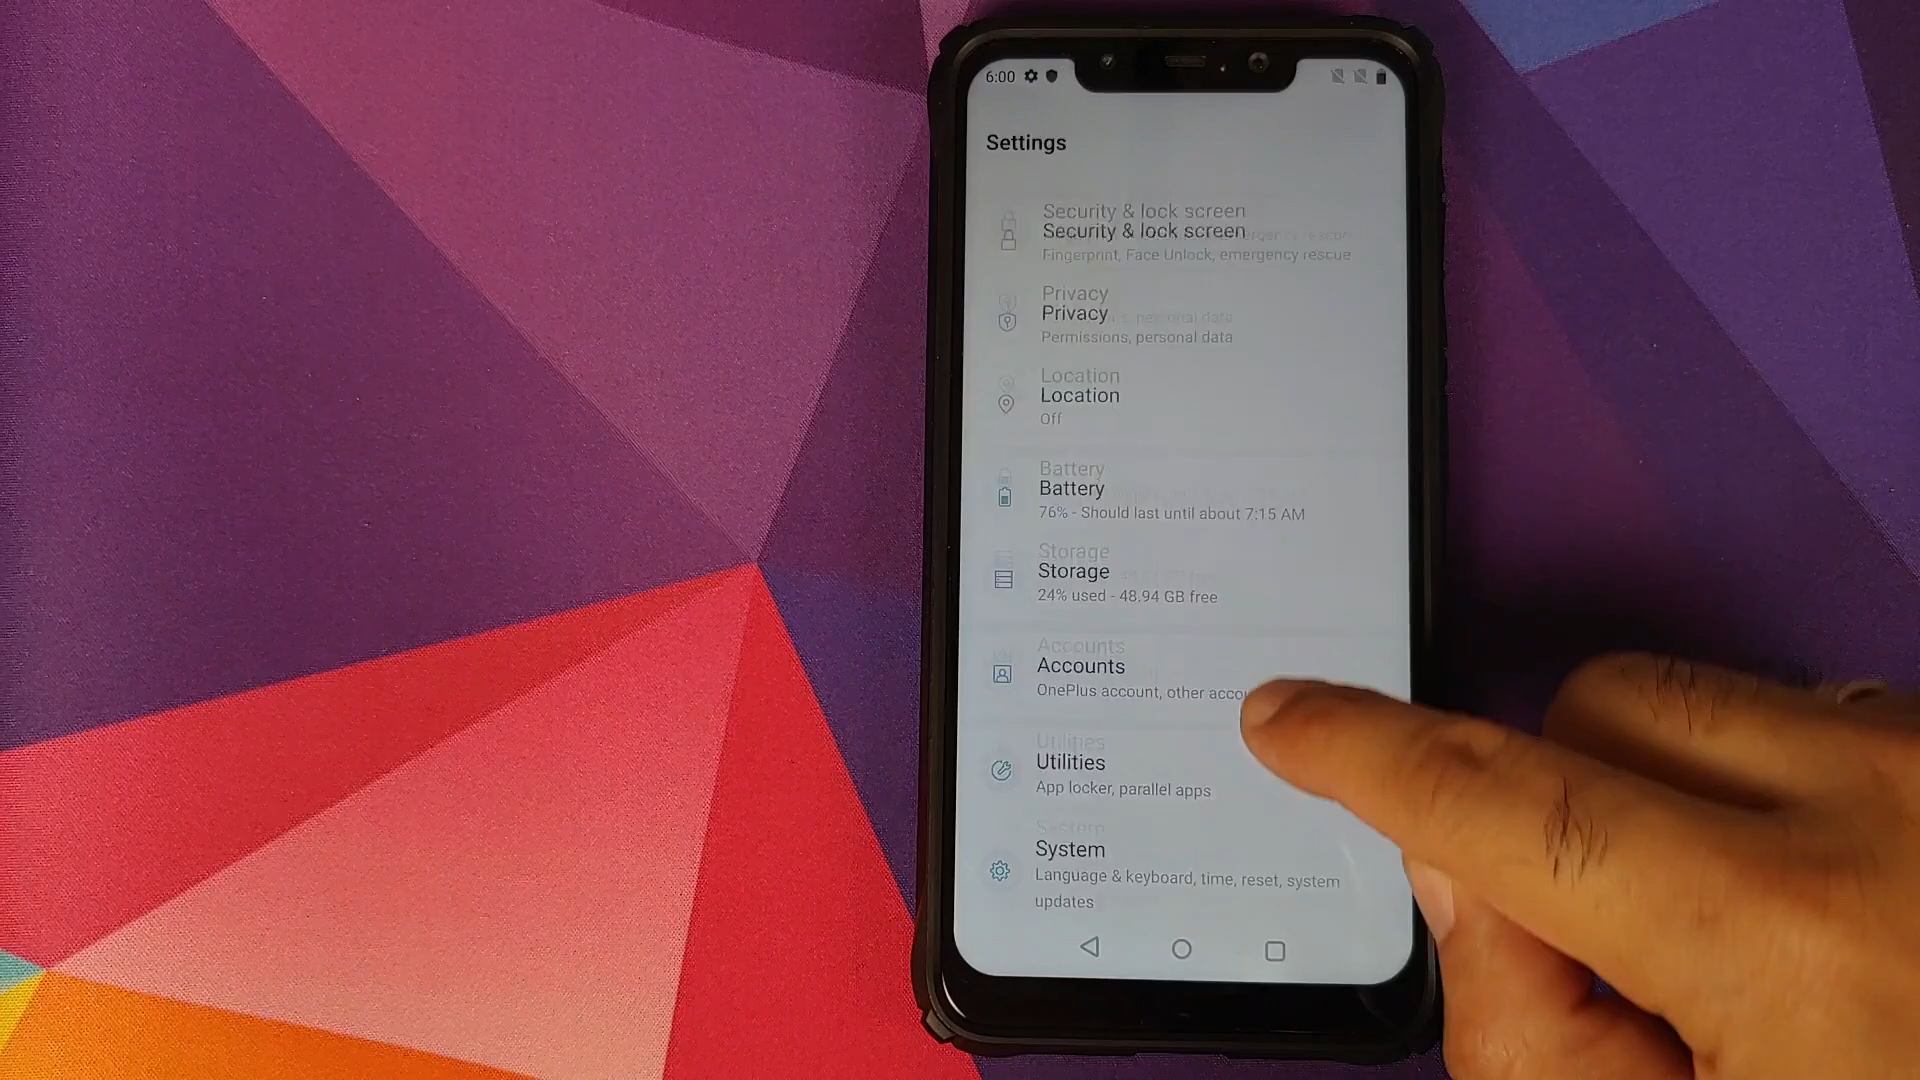 6:00
Settings
Security & lock screen
Security & lock screen
Fingerprint, Face Unlock, emergency rescue
Privacy
Privacy
Permissions, personal data
Location
Location
Off
Battery
Battery
76% - Should last until about 7:15 AM
Storage
Storage
24% used - 48.94 GB free
Accounts
Accounts
OnePlus account, other
Utilities
Utilities
App locker, parallel apps
System
System
Language & keyboard, time, reset, system
updates